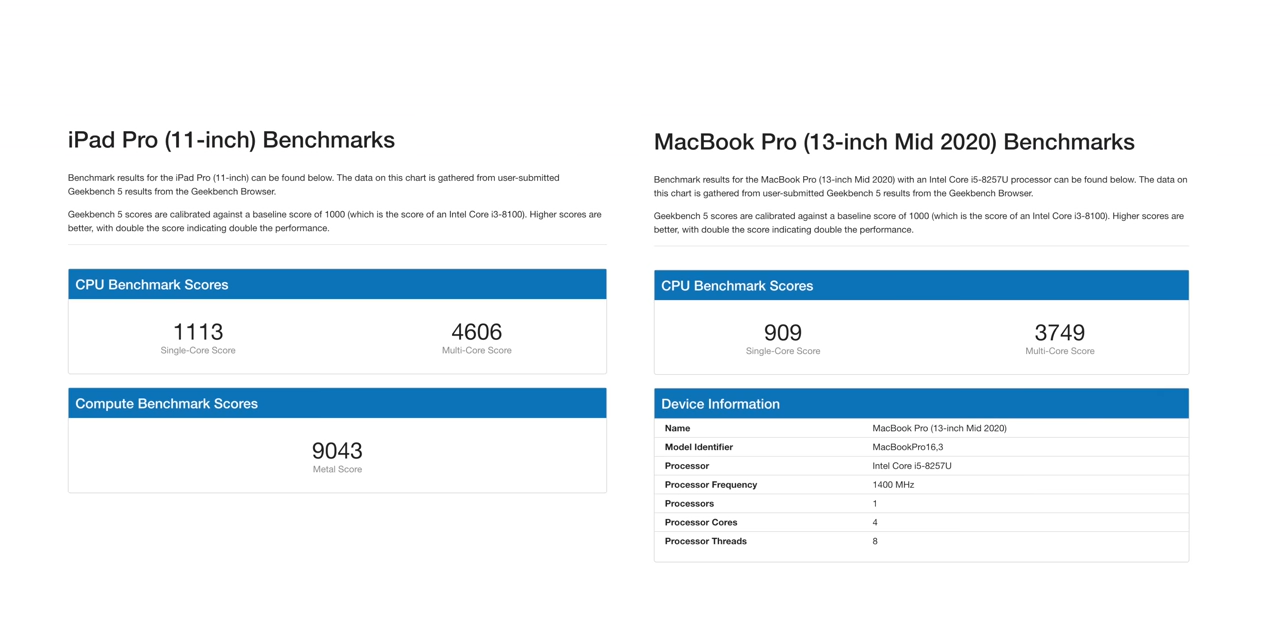 iPad Pro (11-inch) Benchmarks
Benchmark results for the iPad Pro (11-inch) can be found below. The data on this chart is gathered from user-submitted
Geekbench 5 results from the Geekbench Browser.
Geekbench 5 scores are calibrated against a baseline score of 1000 (which is the score of an Intel Core i3-8100). Higher scores are
better, with double the score indicating double the performance.
CPU Benchmark Scores
1113 4606
Single-Core Score Multi-Core Score
Compute Benchmark Scores
9043
Metal Score
MacBook Pro (13-inch Mid 2020) Benchmarks
Benchmark results for the MacBook Pro (13-inch Mid 2020) with an Intel Core i5-8257U processor can be found below. The data on
this chart is gathered from user-submitted Geekbench 5 results from the Geekbench Browser.
Geekbench 5 scores are calibrated against a baseline score of 1000 (which is the score of an Intel Core i3-8100). Higher scores are
better, with double the score indicating double the performance.
CPU Benchmark Scores
909 3749
Single-Core Score Multi-Core Score
Device Information
Name MacBook Pro (13-inch Mid 2020)
Model Identifier MacBookPro16,3
Processor Intel Core i5-8257U
Processor Frequency 1400 MHz
Processors 1
Processor Cores 4
Processor Threads 8